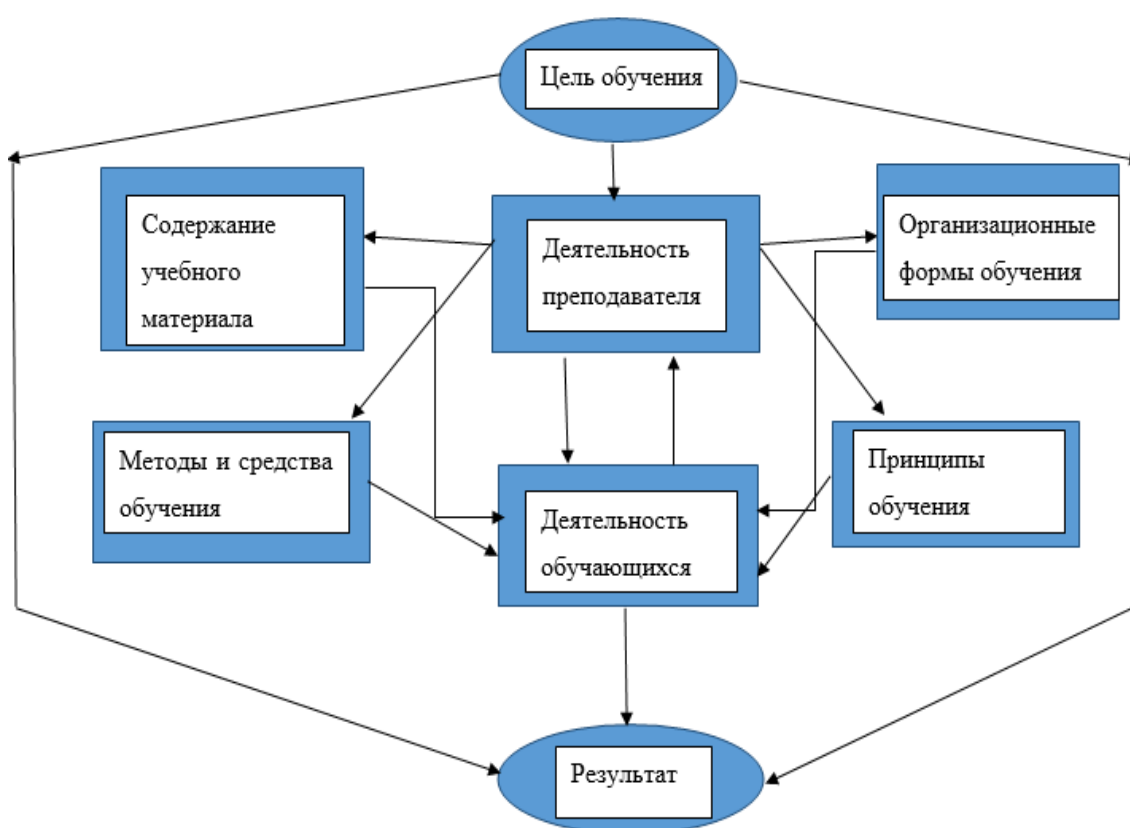 Цель обучения
Содержание
учебного
материала
Деятельность
преподавателя
Организационные
формы обучения
Методы и средства
обучения
Деятельность
обучающихся
Принципы
обучения
Результат